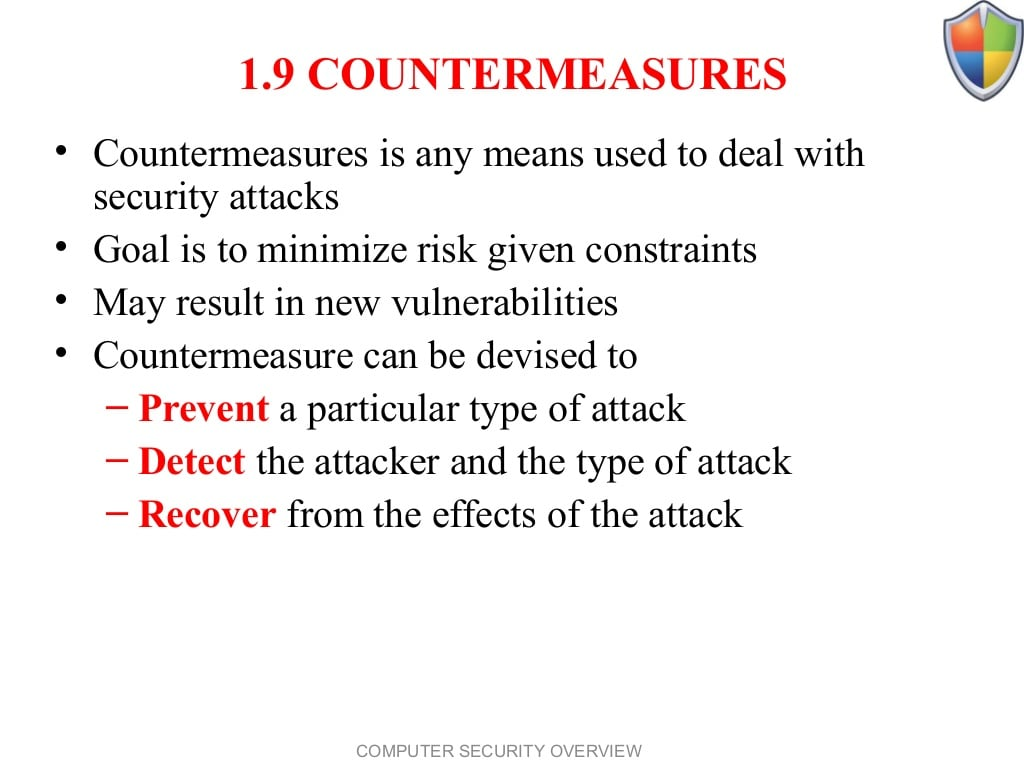 1.9 COUNTERMEASURES
• Countermeasures is any means used to deal with
security attacks
• Goal is to minimize risk given constraints
• May result in new vulnerabilities
• Countermeasure can be devised to
– Prevent a particular type of attack
– Detect the attacker and the type of attack
– Recover from the effects of the attack
COMPUTER SECURITY OVERVIEW